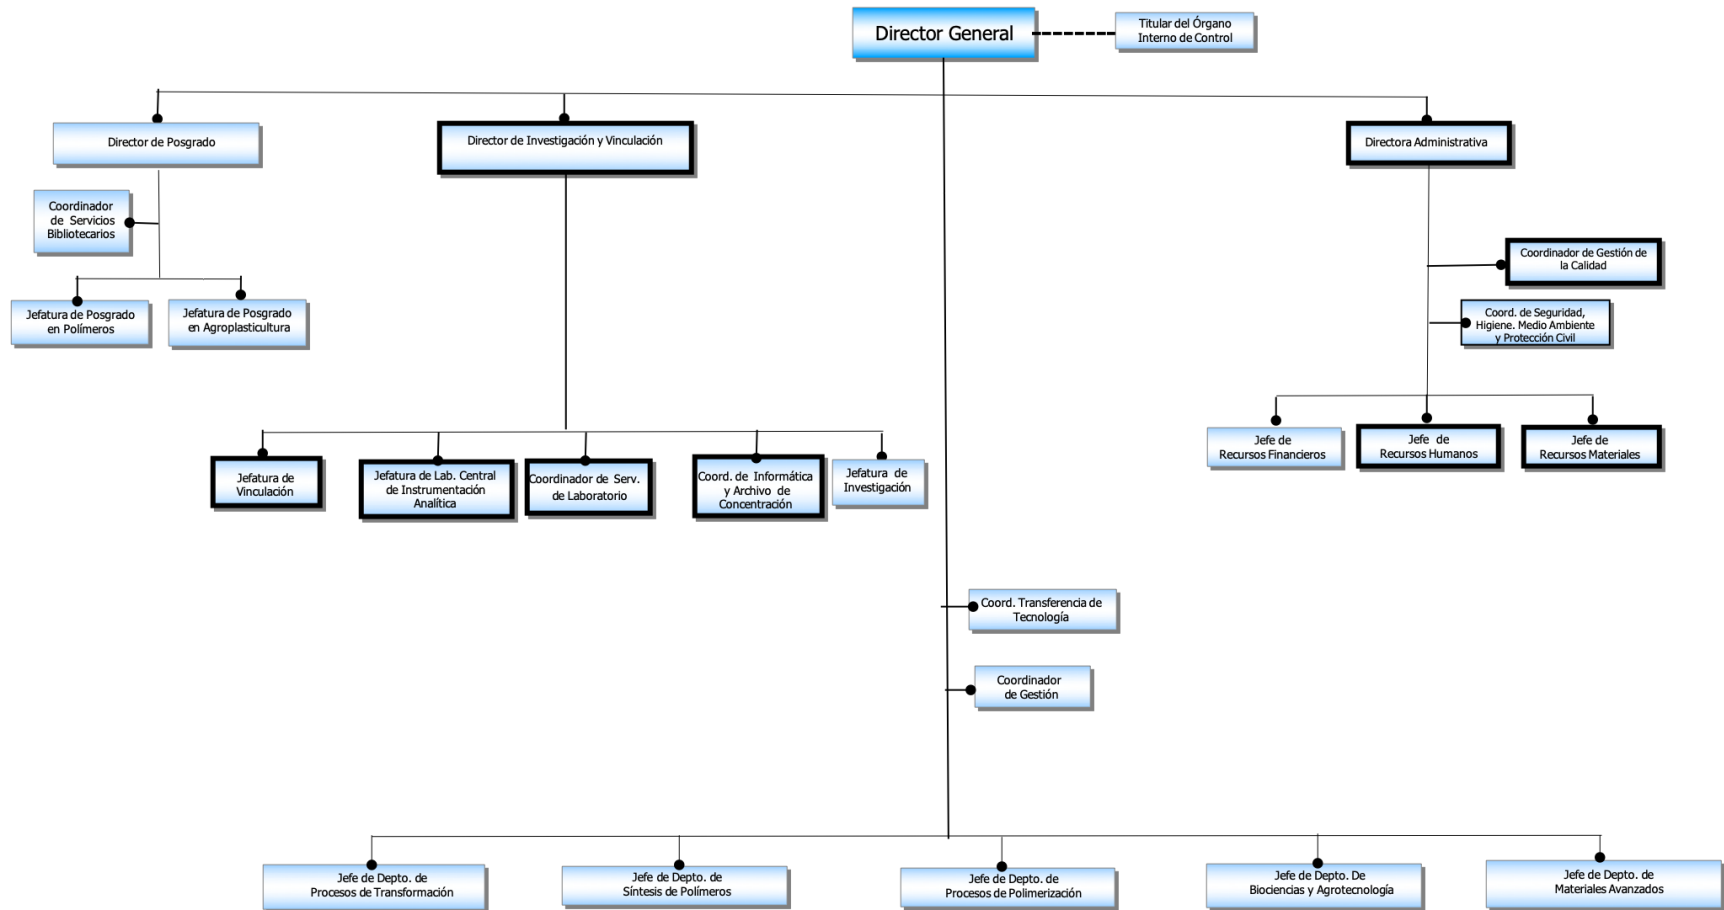 Director General
Titular del Órgano
Interno de Control
Director de Posgrado
Director de Investigación y Vinculación
Directora Administrativa
Coordinador
de Servicios
Bibliotecarios
Coordinador de Gestión de
la Calidad
Jefatura de Posgrado
en Polímeros
Jefatura de Posgrado
en Agroplasticultura
Coord. de Seguridad,
Higiene. Medio Ambiente
y Protección Civil
Jefe de
Recursos Financieros
Jefe de
Recursos Humanos
Jefe de
Recursos Materiales
Jefatura de
Vinculación
Jefatura de Lab. Central
de Instrumentación
Analítica
Coordinador de Serv.
de Laboratorio
Coord. de Informática
y Archivo de
Concentración
Jefatura de
Investigación
Coord. Transferencia de
Tecnología
Coordinador
de Gestión
Jefe de Depto. de
Procesos de Transformación
Jefe de Depto. de
Síntesis de Polímeros
Jefe de Depto. de
Procesos de Polimerización
Jefe de Depto. De
Biociencias y Agrotecnología
Jefe de Depto. de
Materiales Avanzados